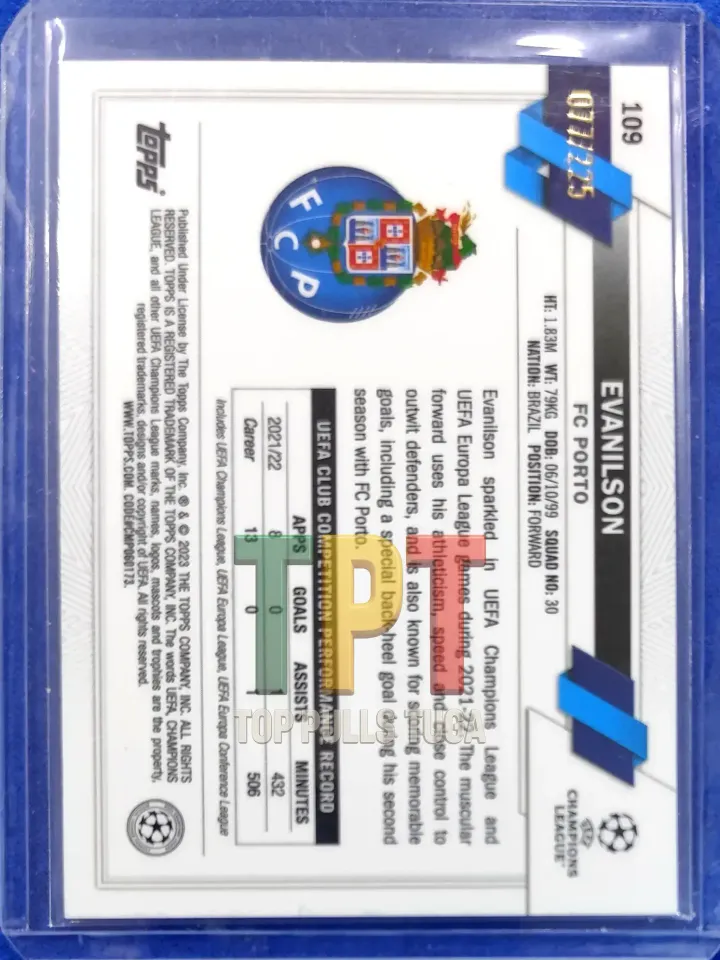 109
077/225
EVANILSON
FC PORTO
HT: 1.83M WT: 79KG DOB: 06/10/99 SQUAD NO: 30
NATION: BRAZIL POSITION: FORWARD
CHAMPIONS
LEAGUE™
FCP
Evanilson sparkled in UEFA Champions League and
UEFA Europa League games during 2021-22. The muscular
forward uses his athleticism, speed and close control to
outwit defenders, and is also known for scoring memorable
goals, including a special back-heel goal during his second
season with FC Porto.
UEFA CLUB COMPETITION PERFORMANCE RECORD
APPS GOALS ASSISTS MINUTES
2021/22 8 0 1 432
Career 13 0 1 506
Includes UEFA Champions League, UEFA Europa League, UEFA Europa Conference League
TPT
TOP PULLS TUGA
topps®
Published Under License by The Topps Company, Inc. ® & © 2023 THE TOPPS COMPANY, INC. ALL RIGHTS
RESERVED. TOPPS IS A REGISTERED TRADEMARK OF THE TOPPS COMPANY, INC. The words UEFA, CHAMPIONS
LEAGUE, and all other UEFA Champions League marks, names, logos, mascots and trophies are the property,
registered trademarks, designs and/or copyright of UEFA. All rights reserved.
WWW.TOPPS.COM. CODE#CMP060173.